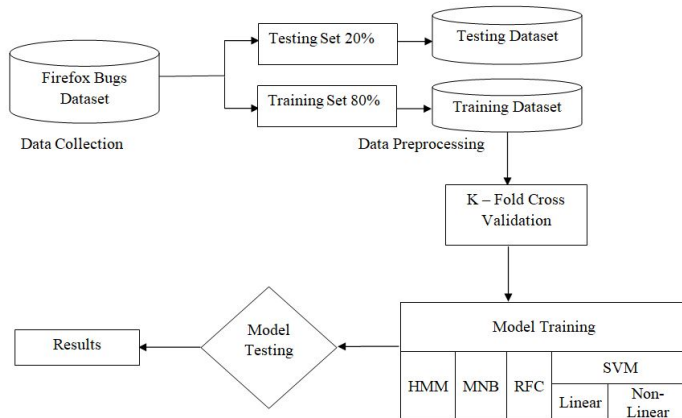 Testing Set 20%
Testing Dataset
Firefox Bugs
Dataset
Training Set 80%
Training Dataset
Data Collection
Data Preprocessing
K – Fold Cross
Validation
Model Training
HMM
MNB
RFC
SVM
Linear
Non-
Linear
Model
Testing
Results